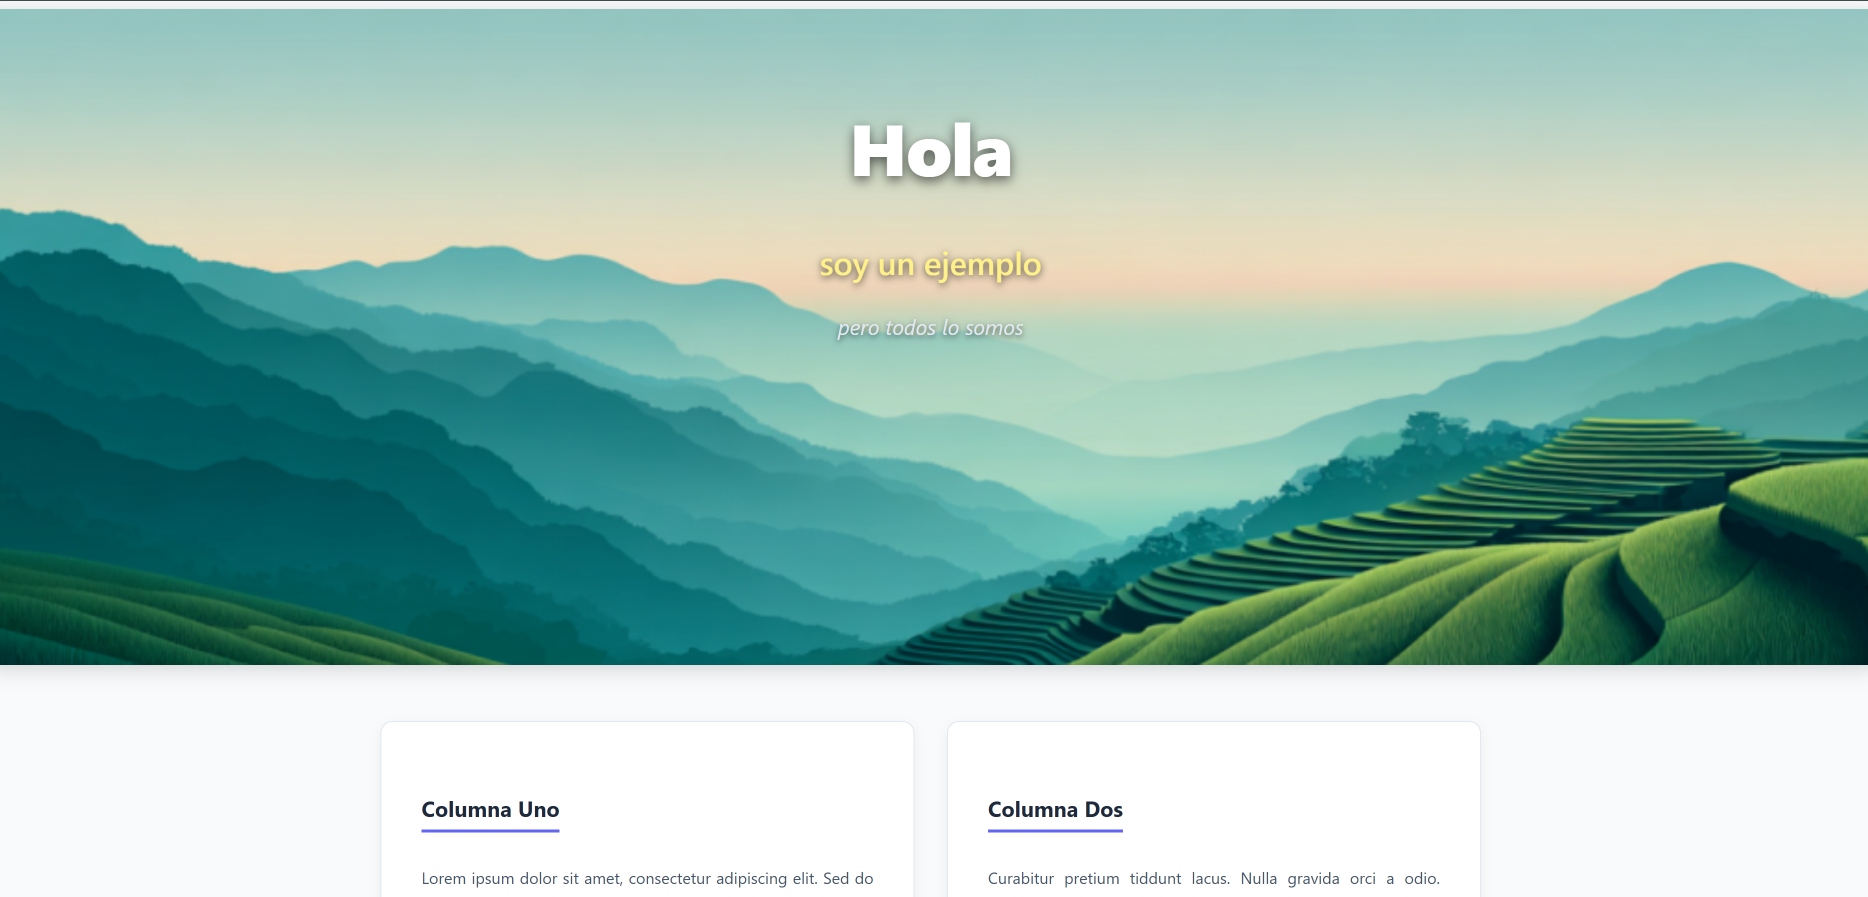 Hola
soy un ejemplo
pero todos lo somos
Columna Uno
Lorem ipsum dolor sit amet, consectetur adipiscing elit. Sed do
Columna Dos
Curabitur pretium tiddunt lacus. Nulla gravida orci a odio.